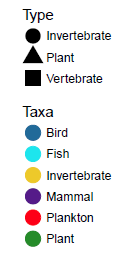 Type
Invertebrate
Plant
Vertebrate
Taxa
Bird
Fish
Invertebrate
Mammal
Plankton
Plant